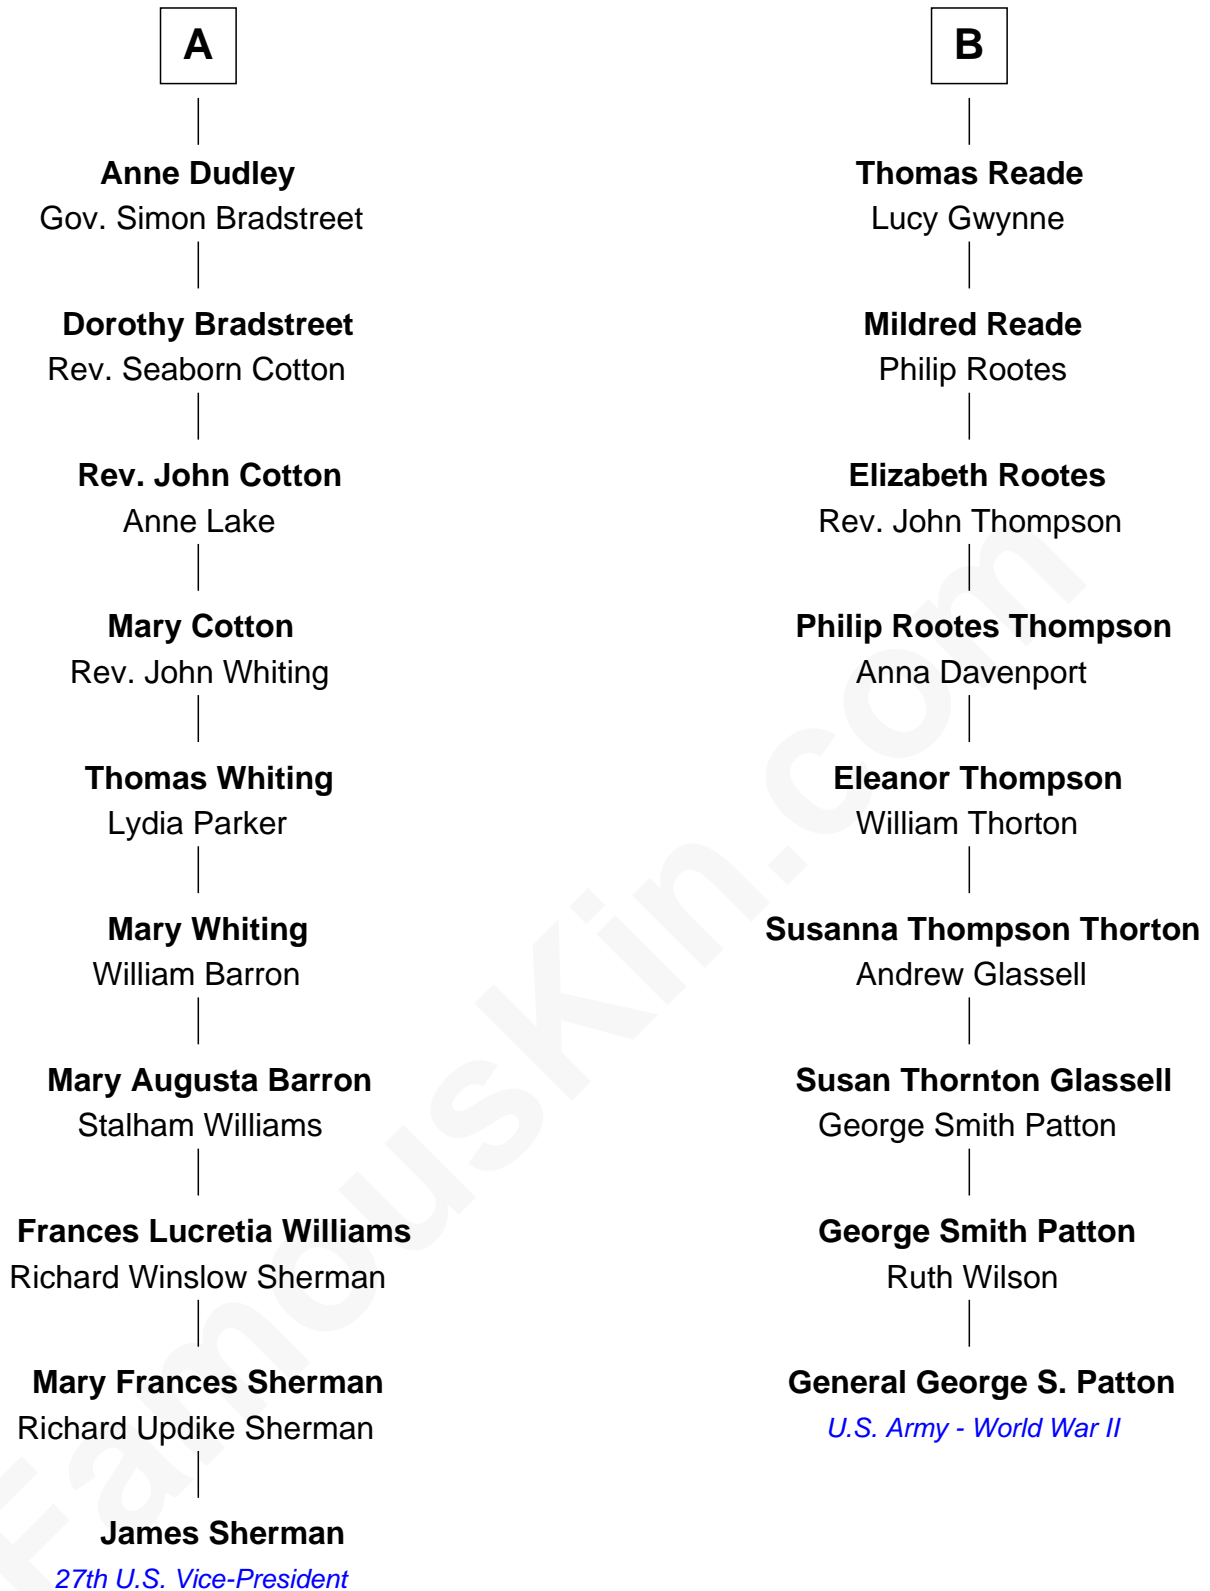 A
Anne Dudley
Gov. Simon Bradstreet
Dorothy Bradstreet
Rev. Seaborn Cotton
Rev. John Cotton
Anne Lake
Mary Cotton
Rev. John Whiting
Thomas Whiting
Lydia Parker
Mary Whiting
William Barron
Mary Augusta Barron
Stalham Williams
Frances Lucretia Williams
Richard Winslow Sherman
Mary Frances Sherman
Richard Updike Sherman
James Sherman
27th U.S. Vice-President
B
Thomas Reade
Lucy Gwynne
Mildred Reade
Philip Rootes
Elizabeth Rootes
Rev. John Thompson
Philip Rootes Thompson
Anna Davenport
Eleanor Thompson
William Thorton
Susanna Thompson Thorton
Andrew Glassell
Susan Thornton Glassell
George Smith Patton
George Smith Patton
Ruth Wilson
General George S. Patton
U.S. Army - World War II
FamousKin.com